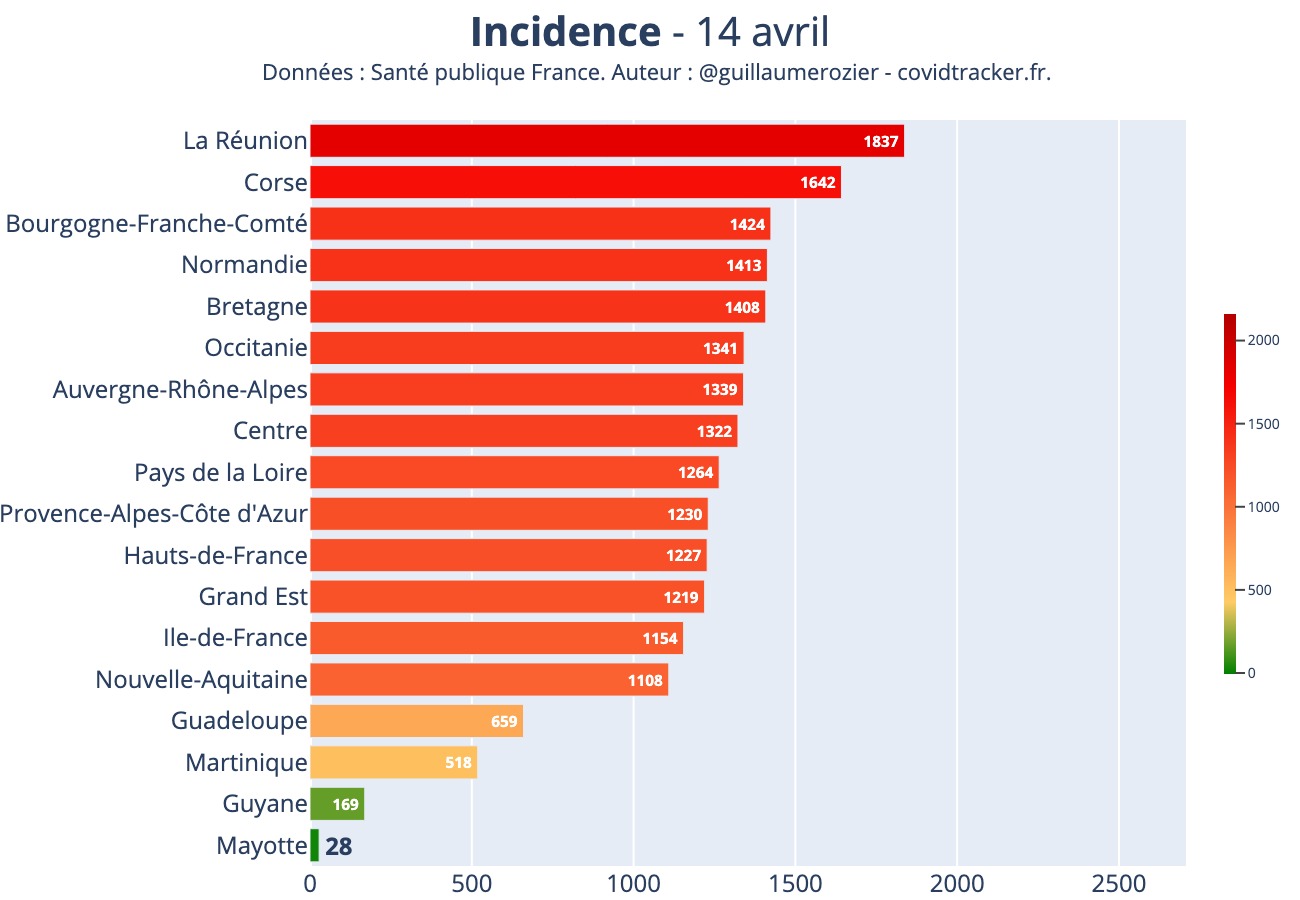 Incidence - 14 avril
Données : Santé publique France. Auteur : @guillaumerozier - covidtracker.fr.
La Réunion 1837
Corse 1642
Bourgogne-Franche-Comté 1424
Normandie 1413
Bretagne 1408
Occitanie 1341
Auvergne-Rhône-Alpes 1339
Centre 1322
Pays de la Loire 1264
Provence-Alpes-Côte d'Azur 1230
Hauts-de-France 1227
Grand Est 1219
Ile-de-France 1154
Nouvelle-Aquitaine 1108
Guadeloupe 659
Martinique 518
Guyane 169
Mayotte 28
0 500 1000 1500 2000 2500
2000
1500
1000
500
0